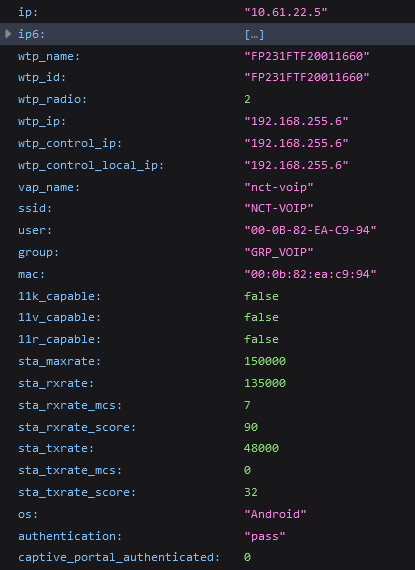 ip: "10.61.22.5"
ip6: […]
wtp_name: "FP231FTF20011660"
wtp_id: "FP231FTF20011660"
wtp_radio: 2
wtp_ip: "192.168.255.6"
wtp_control_ip: "192.168.255.6"
wtp_control_local_ip: "192.168.255.6"
vap_name: "nct-voip"
ssid: "NCT-VOIP"
user: "00-0B-82-EA-C9-94"
group: "GRP_VOIP"
mac: "00:0b:82:ea:c9:94"
11k_capable: false
11v_capable: false
11r_capable: false
sta_maxrate: 150000
sta_rxrate: 135000
sta_rxrate_mcs: 7
sta_rxrate_score: 90
sta_txrate: 48000
sta_txrate_mcs: 0
sta_txrate_score: 32
os: "Android"
authentication: "pass"
captive_portal_authenticated: 0